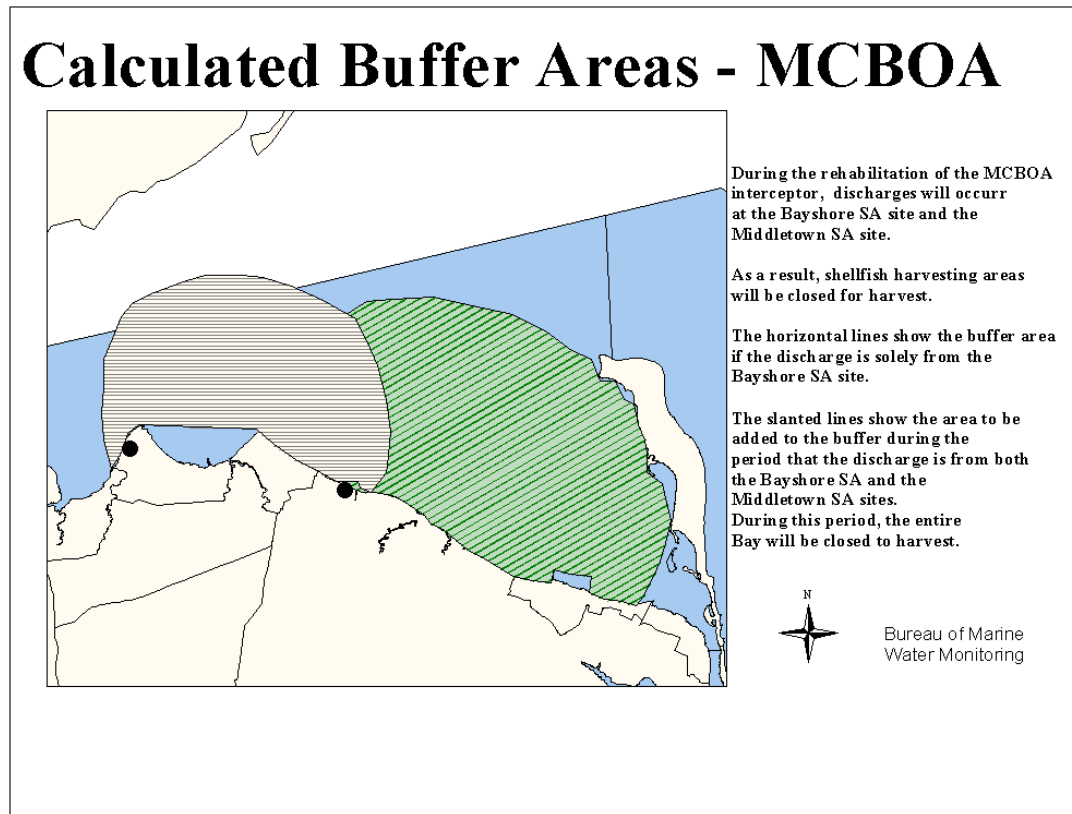 Calculated Buffer Areas - MCBOA
During the rehabilitation of the MCBOA
interceptor, discharges will occurr
at the Bayshore SA site and the
Middletown SA site.
As a result, shellfish harvesting areas
will be closed for harvest.
The horizontal lines show the buffer area
if the discharge is solely from the
Bayshore SA site.
The slanted lines show the area to be
added to the buffer during the
period that the discharge is from both
the Bayshore SA and the
Middletown SA sites.
During this period, the entire
Bay will be closed to harvest.
N
Bureau of Marine
Water Monitoring